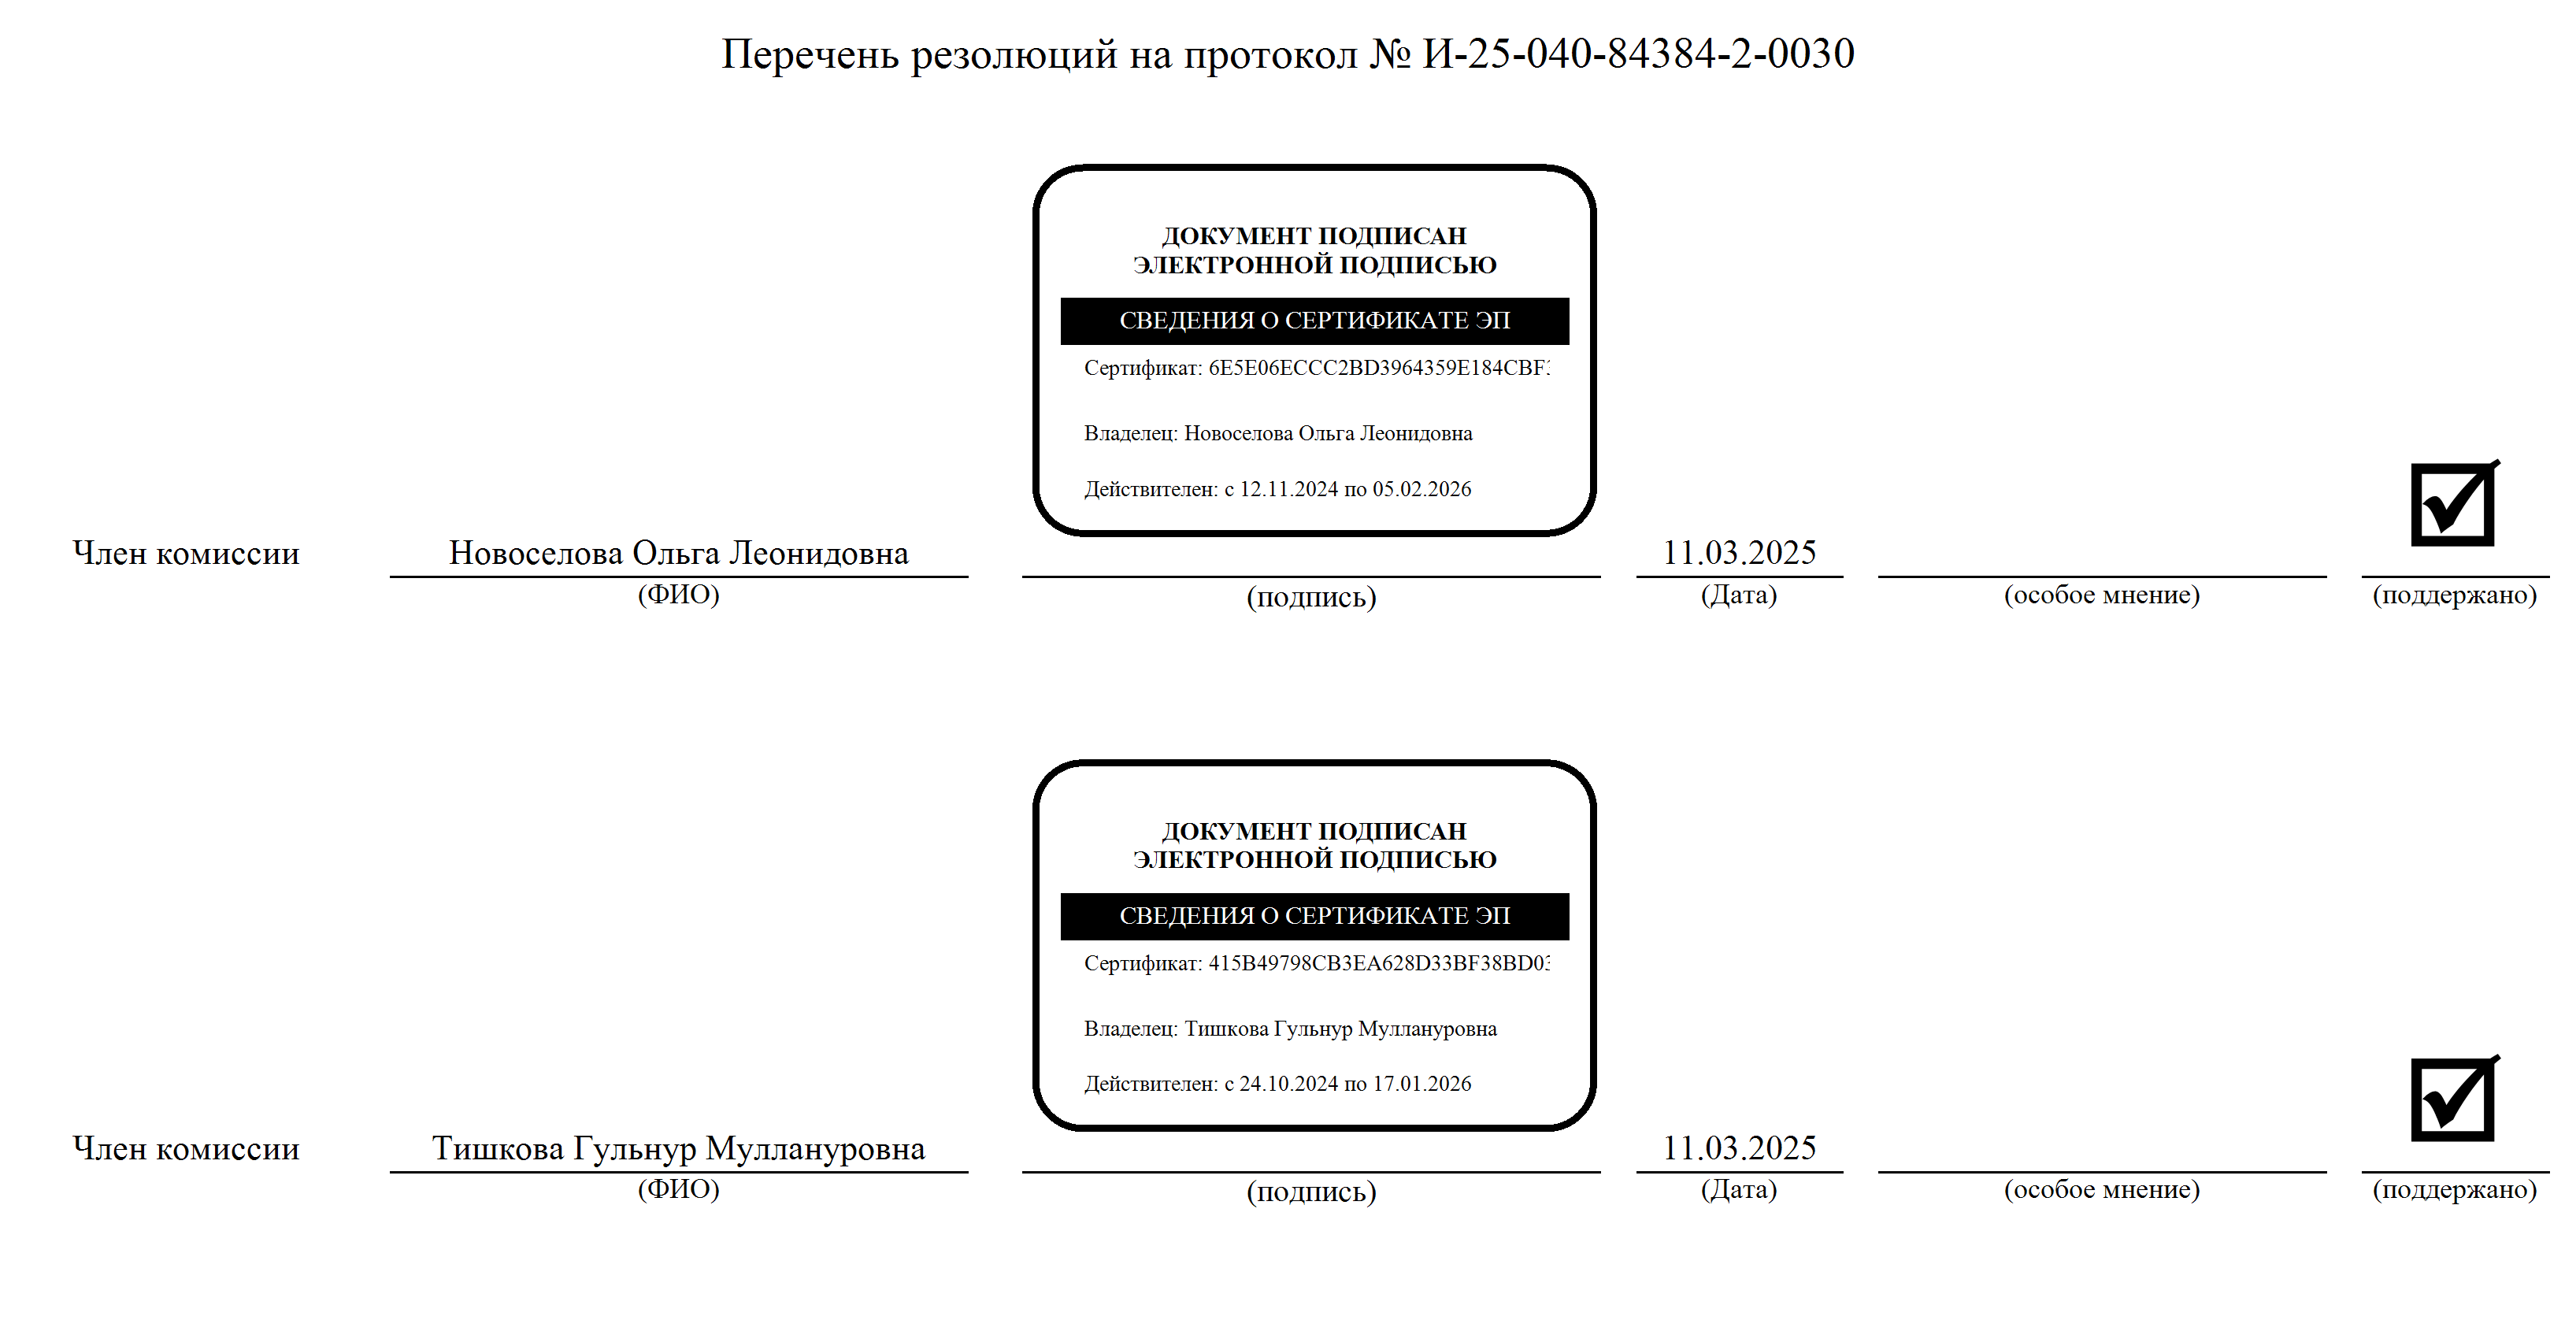 Перечень резолюций на протокол № И-25-040-84384-2-0030
ДОКУМЕНТ ПОДПИСАН
ЭЛЕКТРОННОЙ ПОДПИСЬЮ
СВЕДЕНИЯ О СЕРТИФИКАТЕ ЭП
Сертификат: 6E5E06ECCC2BD3964359E184CBF3
Владелец: Новоселова Ольга Леонидовна
Действителен: с 12.11.2024 по 05.02.2026
Член комиссии Новоселова Ольга Леонидовна 11.03.2025
(ФИО) (подпись) (Дата) (особое мнение) (поддержано)
ДОКУМЕНТ ПОДПИСАН
ЭЛЕКТРОННОЙ ПОДПИСЬЮ
СВЕДЕНИЯ О СЕРТИФИКАТЕ ЭП
Сертификат: 415B49798CB3EA628D33BF38BD03
Владелец: Тишкова Гульнур Муллануровна
Действителен: с 24.10.2024 по 17.01.2026
Член комиссии Тишкова Гульнур Муллануровна 11.03.2025
(ФИО) (подпись) (Дата) (особое мнение) (поддержано)